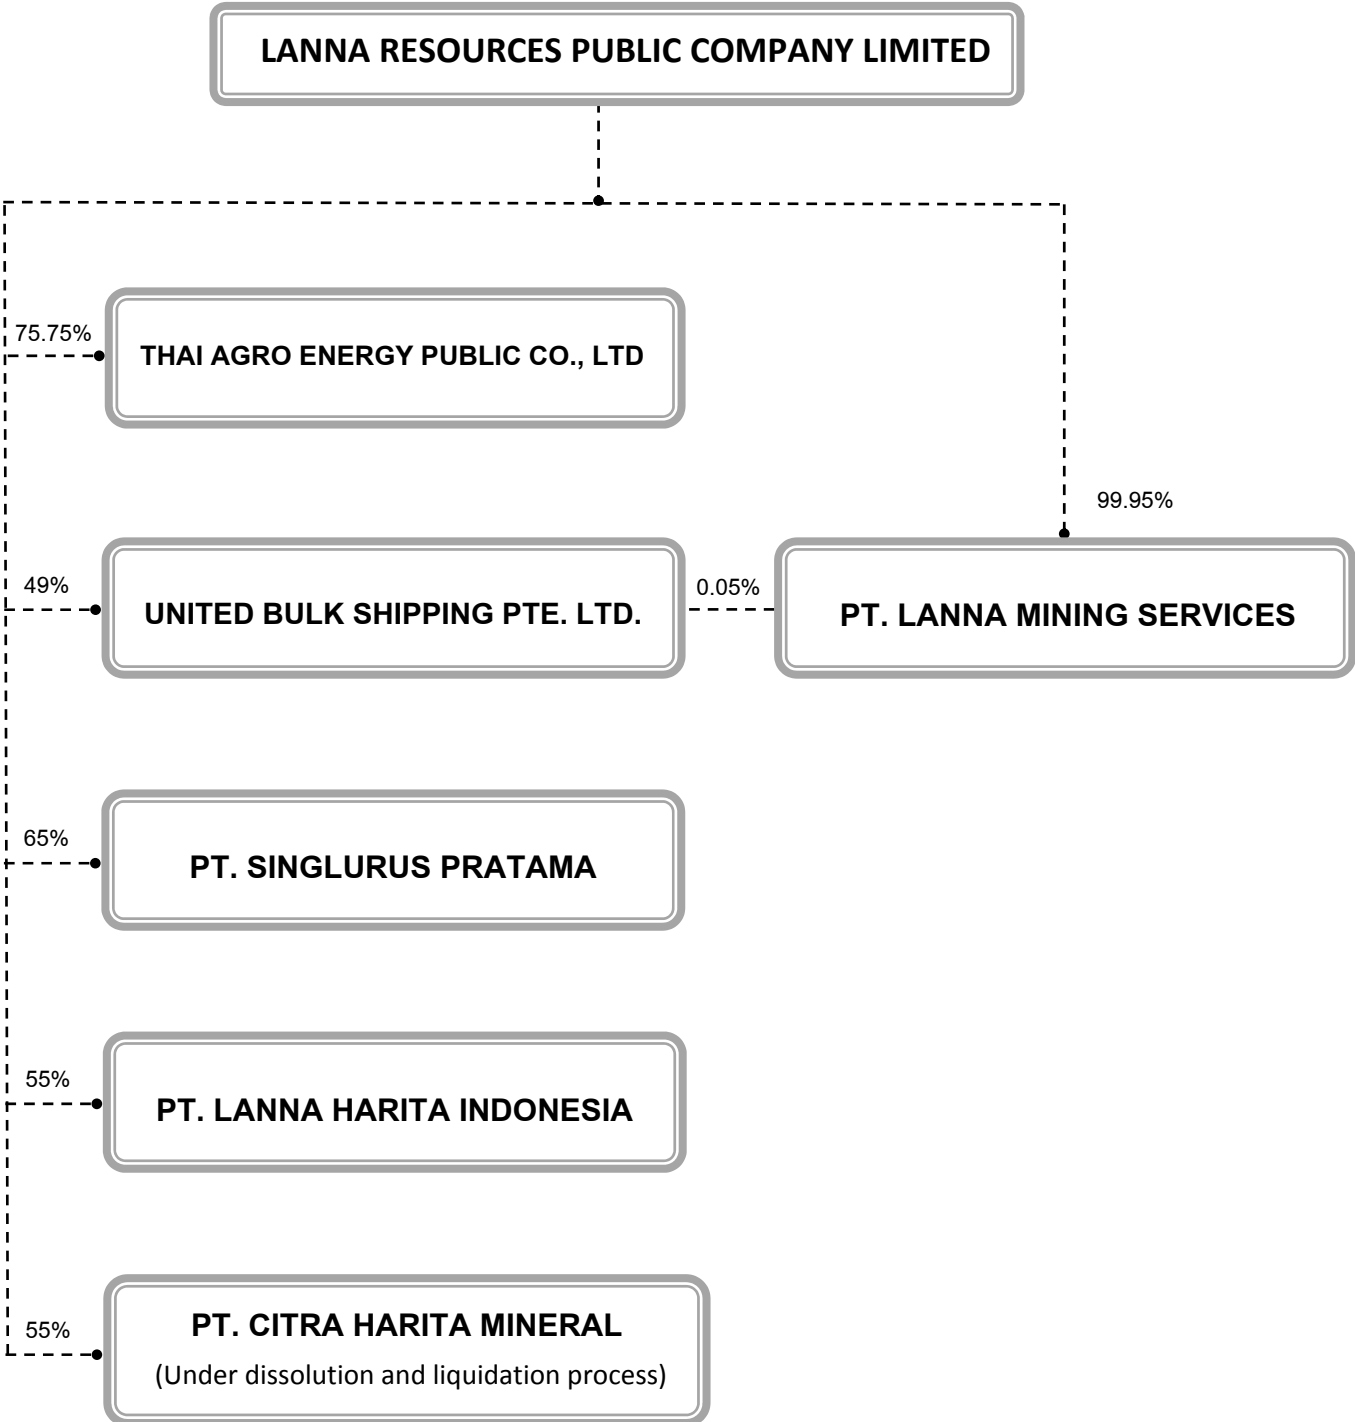 LANNA RESOURCES PUBLIC COMPANY LIMITED
75.75%
THAI AGRO ENERGY PUBLIC CO., LTD
99.95%
49%
UNITED BULK SHIPPING PTE. LTD.
0.05%
PT. LANNA MINING SERVICES
65%
PT. SINGLURUS PRATAMA
55%
PT. LANNA HARITA INDONESIA
55%
PT. CITRA HARITA MINERAL
(Under dissolution and liquidation process)